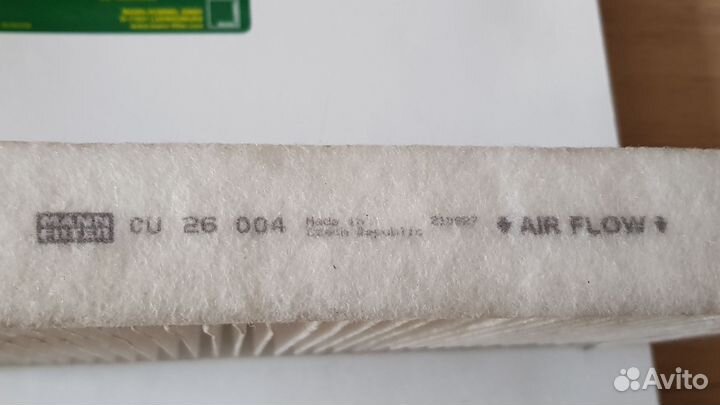 MANN
FILTER
CU 26 004
Made in
Czech Republic
↓ AIR FLOW ↓
Avito